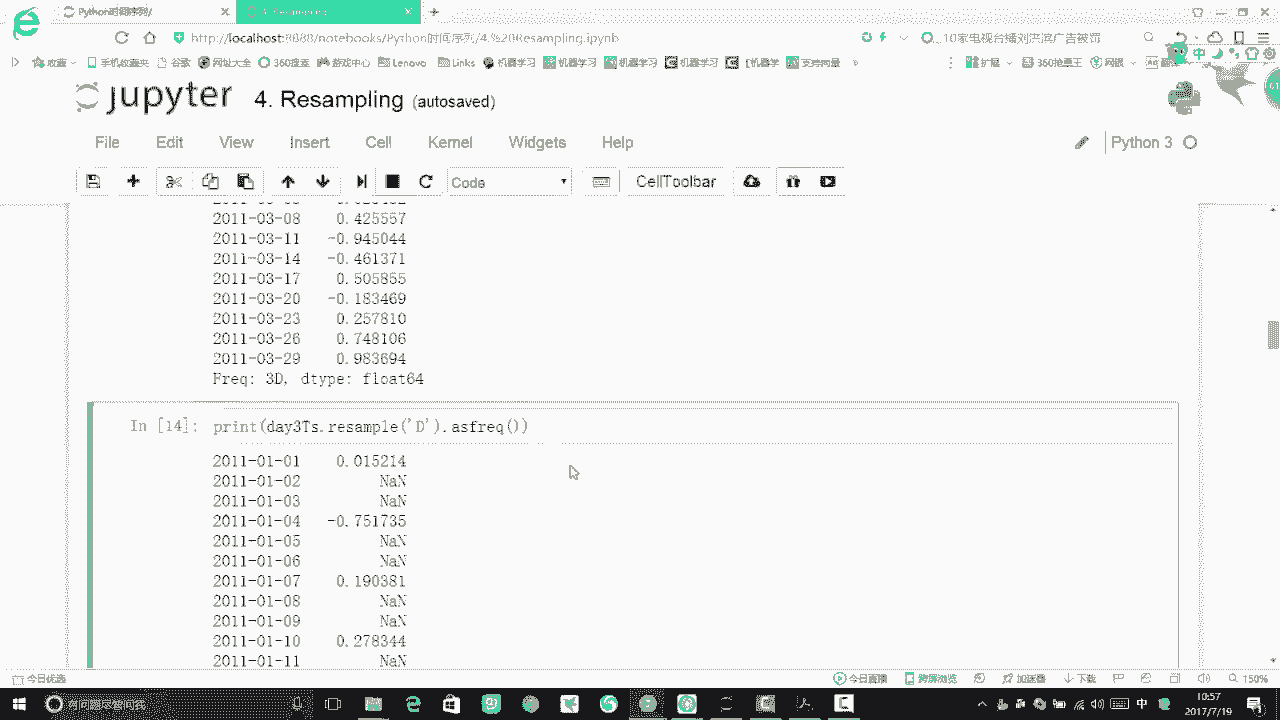 Python时间序列/
4. Resampling
http://localhost:8888/notebooks/Python时间序列/4.%20Resampling.ipynb
10家电视台播刘洪滨广告被罚
收藏
手机收藏夹
谷歌
网址大全
360搜索
游戏中心
Lenovo
Links
机器学习
机器学习
机器学习
机器学
支持向量
扩展
360抢票王
网银
jupyter 4. Resampling (autosaved)
File Edit View Insert Cell Kernel Widgets Help
Python 3
Code
CellToolbar
2011-03-08 0.425557
2011-03-11 -0.945044
2011-03-14 -0.461371
2011-03-17 0.505855
2011-03-20 -0.183469
2011-03-23 0.257810
2011-03-26 0.748106
2011-03-29 0.983694
Freq: 3D, dtype: float64
In [14]: print(day3Ts.resample('D').asfreq())
2011-01-01 0.015214
2011-01-02 NaN
2011-01-03 NaN
2011-01-04 -0.751735
2011-01-05 NaN
2011-01-06 NaN
2011-01-07 0.190381
2011-01-08 NaN
2011-01-09 NaN
2011-01-10 0.278344
2011-01-11 NaN
今日优选
今日直播
跨屏浏览
加速器
下载
150%
有问题尽管问我
中
10:57
2017/7/19